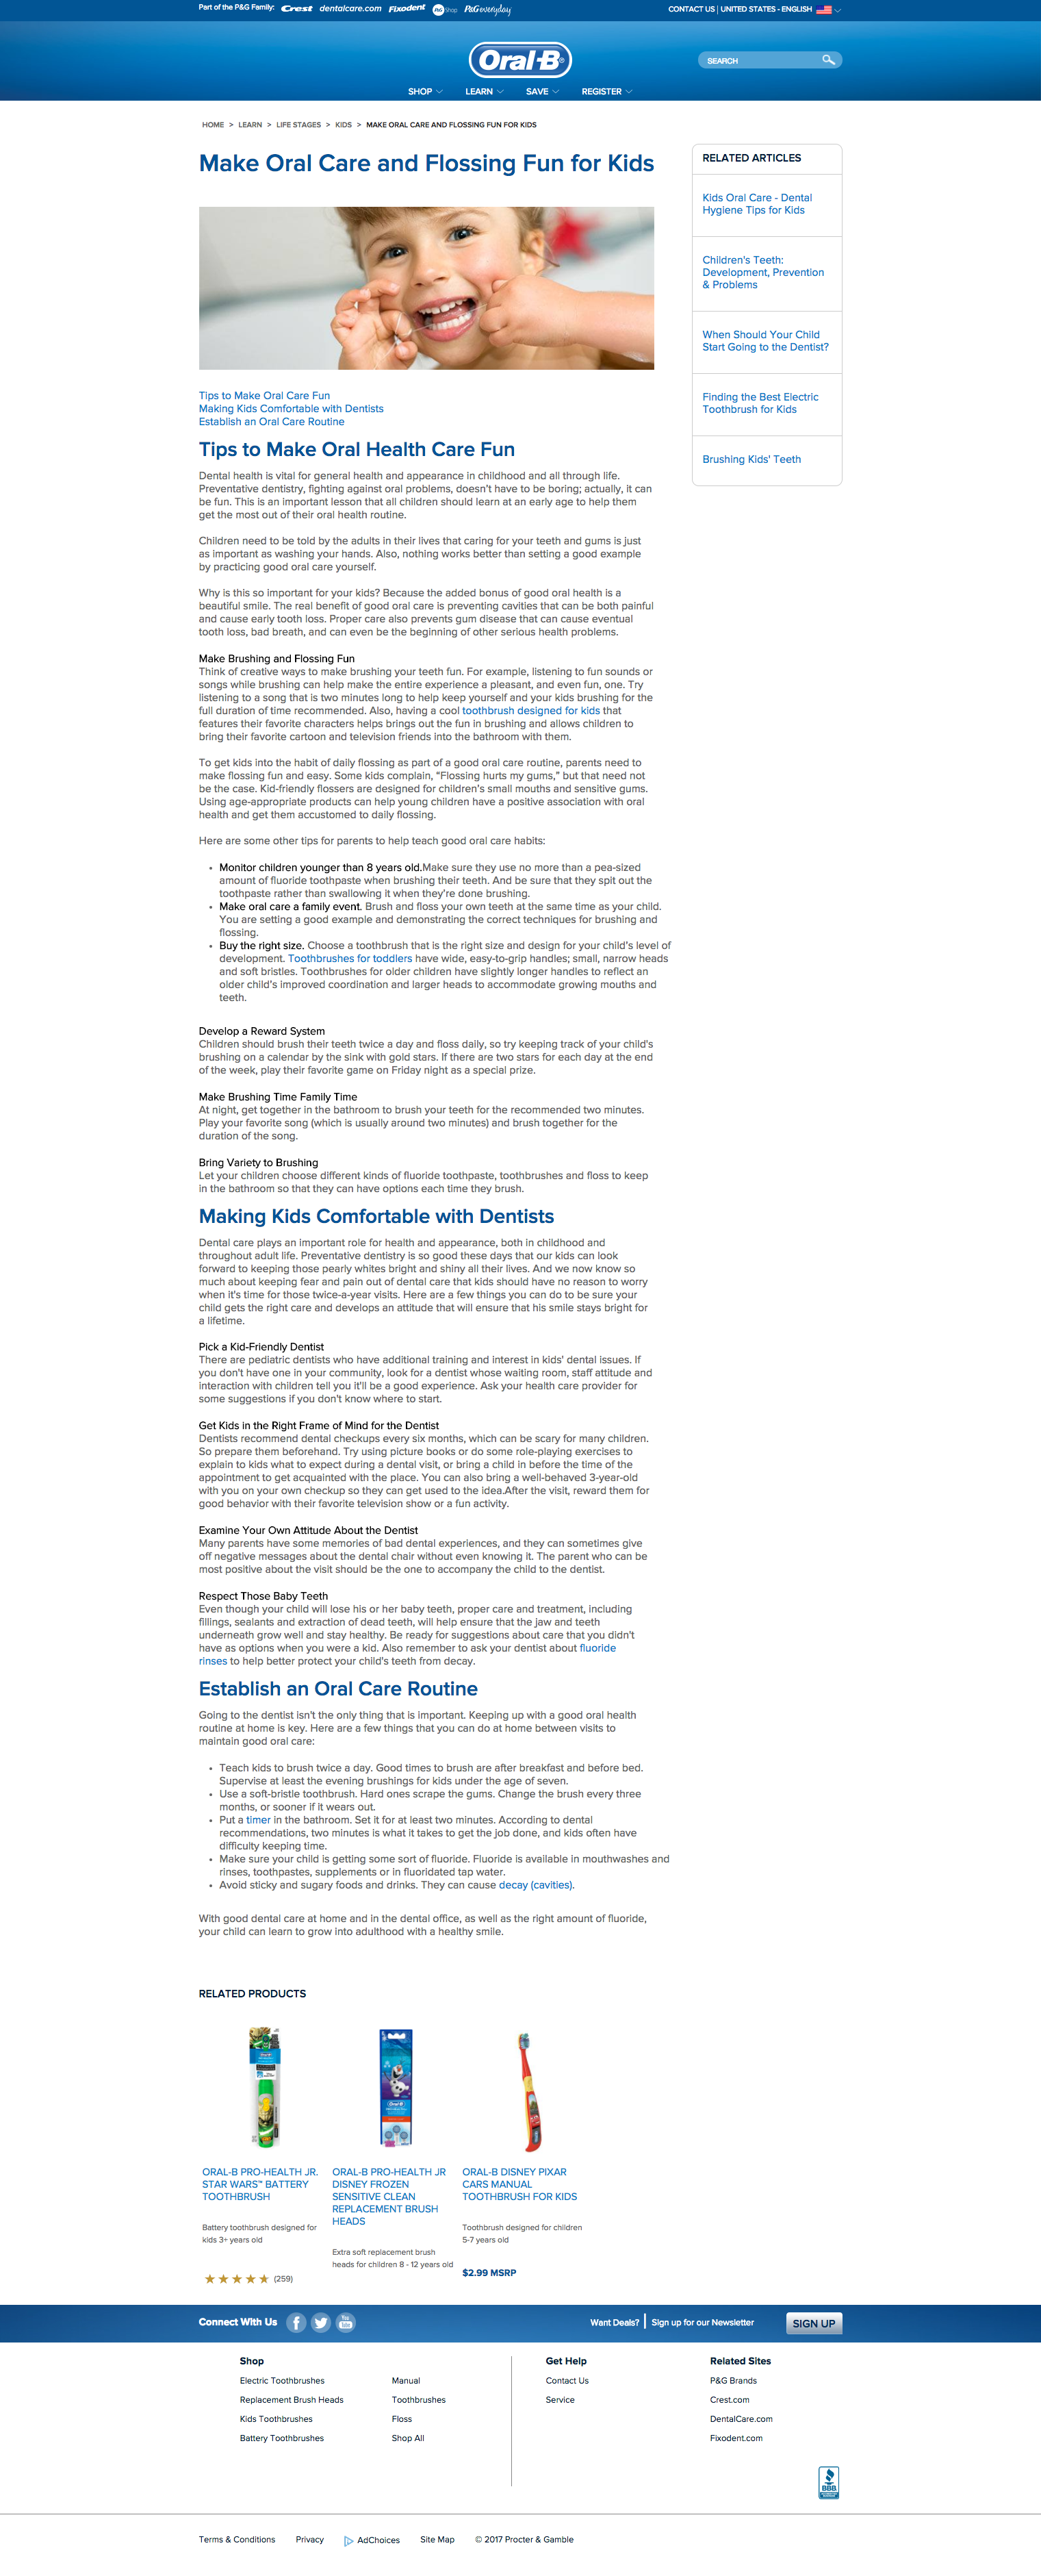 Part of the P&G Family: Crest dentalcare.com Fixodent P&G Shop P&G everyday
CONTACT US | UNITED STATES - ENGLISH
Oral-B®
SEARCH
SHOP LEARN SAVE REGISTER
HOME > LEARN > LIFE STAGES > KIDS > MAKE ORAL CARE AND FLOSSING FUN FOR KIDS
Make Oral Care and Flossing Fun for Kids
RELATED ARTICLES
Kids Oral Care - Dental
Hygiene Tips for Kids
Children's Teeth:
Development, Prevention
& Problems
When Should Your Child
Start Going to the Dentist?
Finding the Best Electric
Toothbrush for Kids
Brushing Kids' Teeth
Tips to Make Oral Care Fun
Making Kids Comfortable with Dentists
Establish an Oral Care Routine
Tips to Make Oral Health Care Fun
Dental health is vital for general health and appearance in childhood and all through life.
Preventative dentistry, fighting against oral problems, doesn't have to be boring; actually, it can
be fun. This is an important lesson that all children should learn at an early age to help them
get the most out of their oral health routine.
Children need to be told by the adults in their lives that caring for your teeth and gums is just
as important as washing your hands. Also, nothing works better than setting a good example
by practicing good oral care yourself.
Why is this so important for your kids? Because the added bonus of good oral health is a
beautiful smile. The real benefit of good oral care is preventing cavities that can be both painful
and cause early tooth loss. Proper care also prevents gum disease that can cause eventual
tooth loss, bad breath, and can even be the beginning of other serious health problems.
Make Brushing and Flossing Fun
Think of creative ways to make brushing your teeth fun. For example, listening to fun sounds or
songs while brushing can help make the entire experience a pleasant, and even fun, one. Try
listening to a song that is two minutes long to help keep yourself and your kids brushing for the
full duration of time recommended. Also, having a cool toothbrush designed for kids that
features their favorite characters helps brings out the fun in brushing and allows children to
bring their favorite cartoon and television friends into the bathroom with them.
To get kids into the habit of daily flossing as part of a good oral care routine, parents need to
make flossing fun and easy. Some kids complain, "Flossing hurts my gums," but that need not
be the case. Kid-friendly flossers are designed for children's small mouths and sensitive gums.
Using age-appropriate products can help young children have a positive association with oral
health and get them accustomed to daily flossing.
Here are some other tips for parents to help teach good oral care habits:
• Monitor children younger than 8 years old.Make sure they use no more than a pea-sized
amount of fluoride toothpaste when brushing their teeth. And be sure that they spit out the
toothpaste rather than swallowing it when they're done brushing.
• Make oral care a family event. Brush and floss your own teeth at the same time as your child.
You are setting a good example and demonstrating the correct techniques for brushing and
flossing.
• Buy the right size. Choose a toothbrush that is the right size and design for your child's level of
development. Toothbrushes for toddlers have wide, easy-to-grip handles; small, narrow heads
and soft bristles. Toothbrushes for older children have slightly longer handles to reflect an
older child's improved coordination and larger heads to accommodate growing mouths and
teeth.
Develop a Reward System
Children should brush their teeth twice a day and floss daily, so try keeping track of your child's
brushing on a calendar by the sink with gold stars. If there are two stars for each day at the end
of the week, play their favorite game on Friday night as a special prize.
Make Brushing Time Family Time
At night, get together in the bathroom to brush your teeth for the recommended two minutes.
Play your favorite song (which is usually around two minutes) and brush together for the
duration of the song.
Bring Variety to Brushing
Let your children choose different kinds of fluoride toothpaste, toothbrushes and floss to keep
in the bathroom so that they can have options each time they brush.
Making Kids Comfortable with Dentists
Dental care plays an important role for health and appearance, both in childhood and
throughout adult life. Preventative dentistry is so good these days that our kids can look
forward to keeping those pearly whites bright and shiny all their lives. And we now know so
much about keeping fear and pain out of dental care that kids should have no reason to worry
when it's time for those twice-a-year visits. Here are a few things you can do to be sure your
child gets the right care and develops an attitude that will ensure that his smile stays bright for
a lifetime.
Pick a Kid-Friendly Dentist
There are pediatric dentists who have additional training and interest in kids' dental issues. If
you don't have one in your community, look for a dentist whose waiting room, staff attitude and
interaction with children tell you it'll be a good experience. Ask your health care provider for
some suggestions if you don't know where to start.
Get Kids in the Right Frame of Mind for the Dentist
Dentists recommend dental checkups every six months, which can be scary for many children.
So prepare them beforehand. Try using picture books or do some role-playing exercises to
explain to kids what to expect during a dental visit, or bring a child in before the time of the
appointment to get acquainted with the place. You can also bring a well-behaved 3-year-old
with you on your own checkup so they can get used to the idea.After the visit, reward them for
good behavior with their favorite television show or a fun activity.
Examine Your Own Attitude About the Dentist
Many parents have some memories of bad dental experiences, and they can sometimes give
off negative messages about the dental chair without even knowing it. The parent who can be
most positive about the visit should be the one to accompany the child to the dentist.
Respect Those Baby Teeth
Even though your child will lose his or her baby teeth, proper care and treatment, including
fillings, sealants and extraction of dead teeth, will help ensure that the jaw and teeth
underneath grow well and stay healthy. Be ready for suggestions about care that you didn't
have as options when you were a kid. Also remember to ask your dentist about fluoride
rinses to help better protect your child's teeth from decay.
Establish an Oral Care Routine
Going to the dentist isn't the only thing that is important. Keeping up with a good oral health
routine at home is key. Here are a few things that you can do at home between visits to
maintain good oral care:
• Teach kids to brush twice a day. Good times to brush are after breakfast and before bed.
Supervise at least the evening brushings for kids under the age of seven.
• Use a soft-bristle toothbrush. Hard ones scrape the gums. Change the brush every three
months, or sooner if it wears out.
• Put a timer in the bathroom. Set it for at least two minutes. According to dental
recommendations, two minutes is what it takes to get the job done, and kids often have
difficulty keeping time.
• Make sure your child is getting some sort of fluoride. Fluoride is available in mouthwashes and
rinses, toothpastes, supplements or in fluoridated tap water.
• Avoid sticky and sugary foods and drinks. They can cause decay (cavities).
With good dental care at home and in the dental office, as well as the right amount of fluoride,
your child can learn to grow into adulthood with a healthy smile.
RELATED PRODUCTS
ORAL-B PRO-HEALTH JR.
STAR WARS™ BATTERY
TOOTHBRUSH
Battery toothbrush designed for
kids 3+ years old
(259)
ORAL-B PRO-HEALTH JR
DISNEY FROZEN
SENSITIVE CLEAN
REPLACEMENT BRUSH
HEADS
Extra soft replacement brush
heads for children 8 - 12 years old
ORAL-B DISNEY PIXAR
CARS MANUAL
TOOTHBRUSH FOR KIDS
Toothbrush designed for children
5-7 years old
$2.99 MSRP
Connect With Us
You Tube
Want Deals? | Sign up for our Newsletter
SIGN UP
Shop
Electric Toothbrushes
Replacement Brush Heads
Kids Toothbrushes
Battery Toothbrushes
Manual
Toothbrushes
Floss
Shop All
Get Help
Contact Us
Service
Related Sites
P&G Brands
Crest.com
DentalCare.com
Fixodent.com
BBB
Terms & Conditions Privacy AdChoices Site Map © 2017 Procter & Gamble